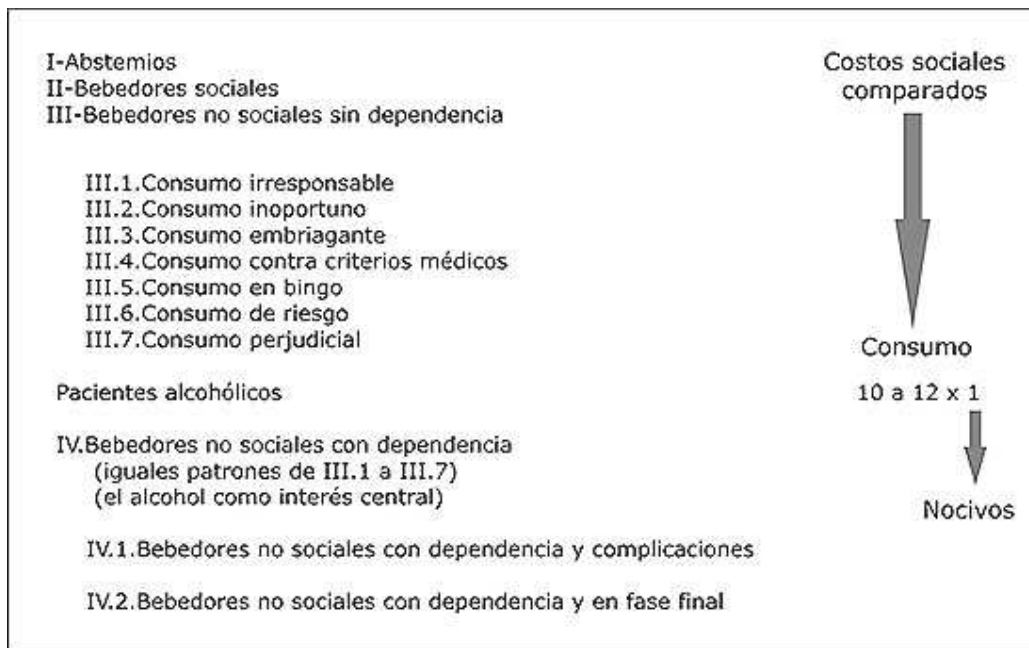 I-Abstemios
II-Bebedores sociales
III-Bebedores no sociales sin dependencia
III.1.Consumo irresponsable
III.2.Consumo inoportuno
III.3.Consumo embriagante
III.4.Consumo contra criterios médicos
III.5.Consumo en bingo
III.6.Consumo de riesgo
III.7.Consumo perjudicial
Pacientes alcohólicos
IV.Bebedores no sociales con dependencia
(iguales patrones de III.1 a III.7)
(el alcohol como interés central)
IV.1.Bebedores no sociales con dependencia y complicaciones
IV.2.Bebedores no sociales con dependencia y en fase final
Costos sociales
comparados
Consumo
10 a 12 x 1
Nocivos